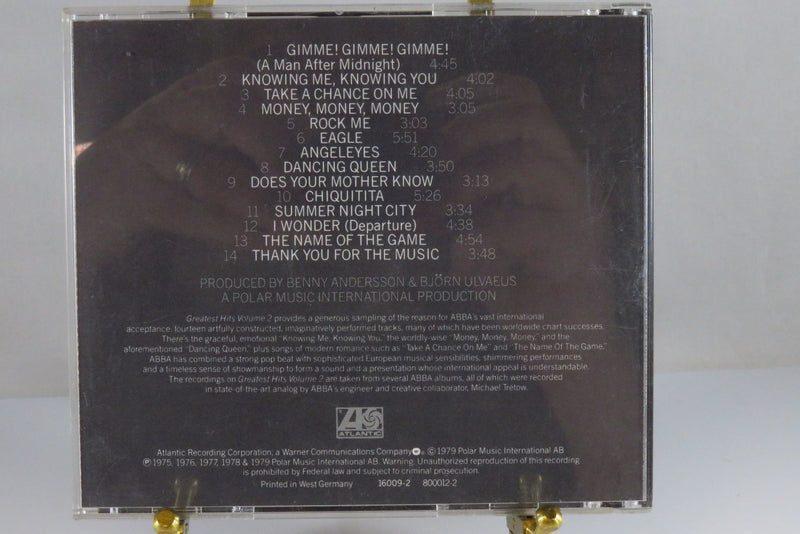 1 GIMME! GIMME! GIMME!
(A Man After Midnight) 4:45
2 KNOWING ME, KNOWING YOU 4:02
3 TAKE A CHANCE ON ME 4:05
4 MONEY, MONEY, MONEY 3:05
5 ROCK ME 3:03
6 EAGLE 5:51
7 ANGELEYES 4:20
8 DANCING QUEEN 3:50
9 DOES YOUR MOTHER KNOW 3:13
10 CHIQUITITA 5:26
11 SUMMER NIGHT CITY 3:34
12 I WONDER (Departure) 4:38
13 THE NAME OF THE GAME 4:54
14 THANK YOU FOR THE MUSIC 3:48
PRODUCED BY BENNY ANDERSSON & BJÖRN ULVAEUS
A POLAR MUSIC INTERNATIONAL PRODUCTION
Greatest Hits Volume 2 provides a generous sampling of the reason for ABBA's vast international
acceptance, fourteen artfully constructed, imaginatively performed tracks, many of which have been worldwide chart successes.
There's the graceful, emotional "Knowing Me, Knowing You," the worldly-wise "Money, Money, Money," and the
aforementioned "Dancing Queen," plus songs of modern romance such as "Take A Chance On Me" and "The Name Of The Game."
ABBA has combined a strong pop beat with sophisticated European musical sensibilities, shimmering performances
and a timeless sense of showmanship to form a sound and a presentation whose international appeal is understandable.
The recordings on Greatest Hits Volume 2 are taken from several ABBA albums, all of which were recorded
in state-of-the-art analog by ABBA's engineer and creative collaborator, Michael Tretow.
ATLANTIC
Atlantic Recording Corporation, a Warner Communications Company ® © 1979 Polar Music International AB
℗ 1975, 1976, 1977, 1978 & 1979 Polar Music International AB. Warning: Unauthorized reproduction of this recording
is prohibited by Federal law and subject to criminal prosecution.
Printed in West Germany 16009-2 800012-2